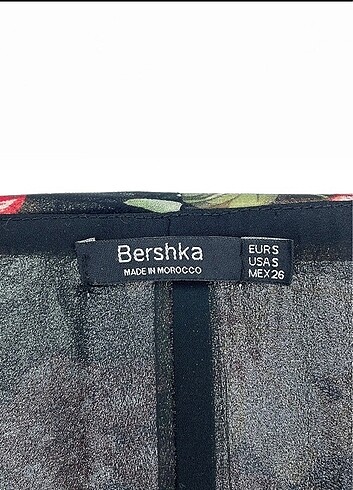 Bershka
MADE IN MOROCCO
EUR S
USA S
MEX 26